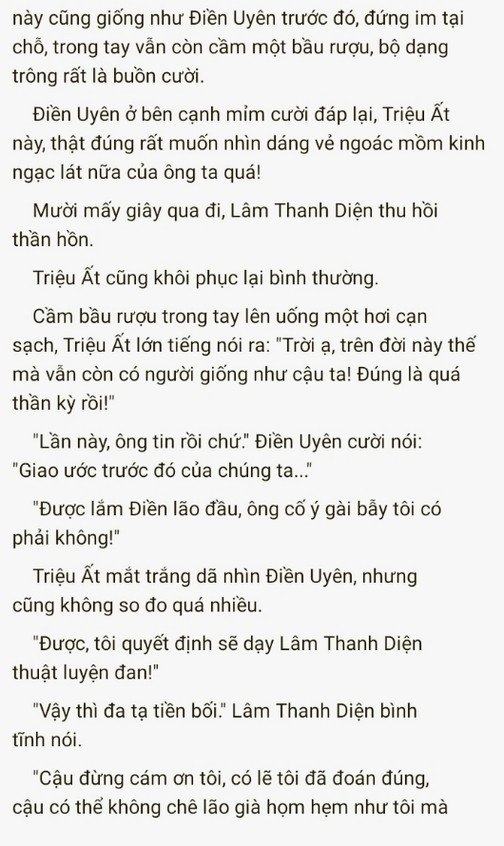 này cũng giống như Điền Uyên trước đó, đứng im tại
chỗ, trong tay vẫn còn cầm một bầu rượu, bộ dạng
trông rất là buồn cười.
Điền Uyên ở bên cạnh mỉm cười đáp lại, Triệu Ất
này, thật đúng rất muốn nhìn dáng vẻ ngoác mồm kinh
ngạc lát nữa của ông ta quá!
Mười mấy giây qua đi, Lâm Thanh Diện thu hồi
thần hồn.
Triệu Ất cũng khôi phục lại bình thường.
Cầm bầu rượu trong tay lên uống một hơi cạn
sạch, Triệu Ất lớn tiếng nói ra: "Trời ạ, trên đời này thế
mà vẫn còn có người giống như cậu ta! Đúng là quá
thần kỳ rồi!"
"Lần này, ông tin rồi chứ." Điền Uyên cười nói:
"Giao ước trước đó của chúng ta..."
"Được lắm Điền lão đầu, ông cố ý gài bẫy tôi có
phải không!"
Triệu Ất mắt trắng dã nhìn Điền Uyên, nhưng
cũng không so đo quá nhiều.
"Được, tôi quyết định sẽ dạy Lâm Thanh Diện
thuật luyện đan!"
"Vậy thì đa tạ tiền bối." Lâm Thanh Diện bình
tĩnh nói.
"Cậu đừng cám ơn tôi, có lẽ tôi đã đoán đúng,
cậu có thể không chê lão già họm hẹm như tôi mà